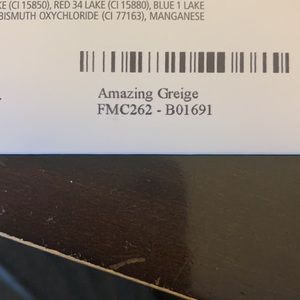 KE (CI 15850), RED 34 LAKE (CI 15880), BLUE 1 LAKE
BISMUTH OXYCHLORIDE (CI 77163), MANGANESE
Amazing Greige
FMC262 - B01691